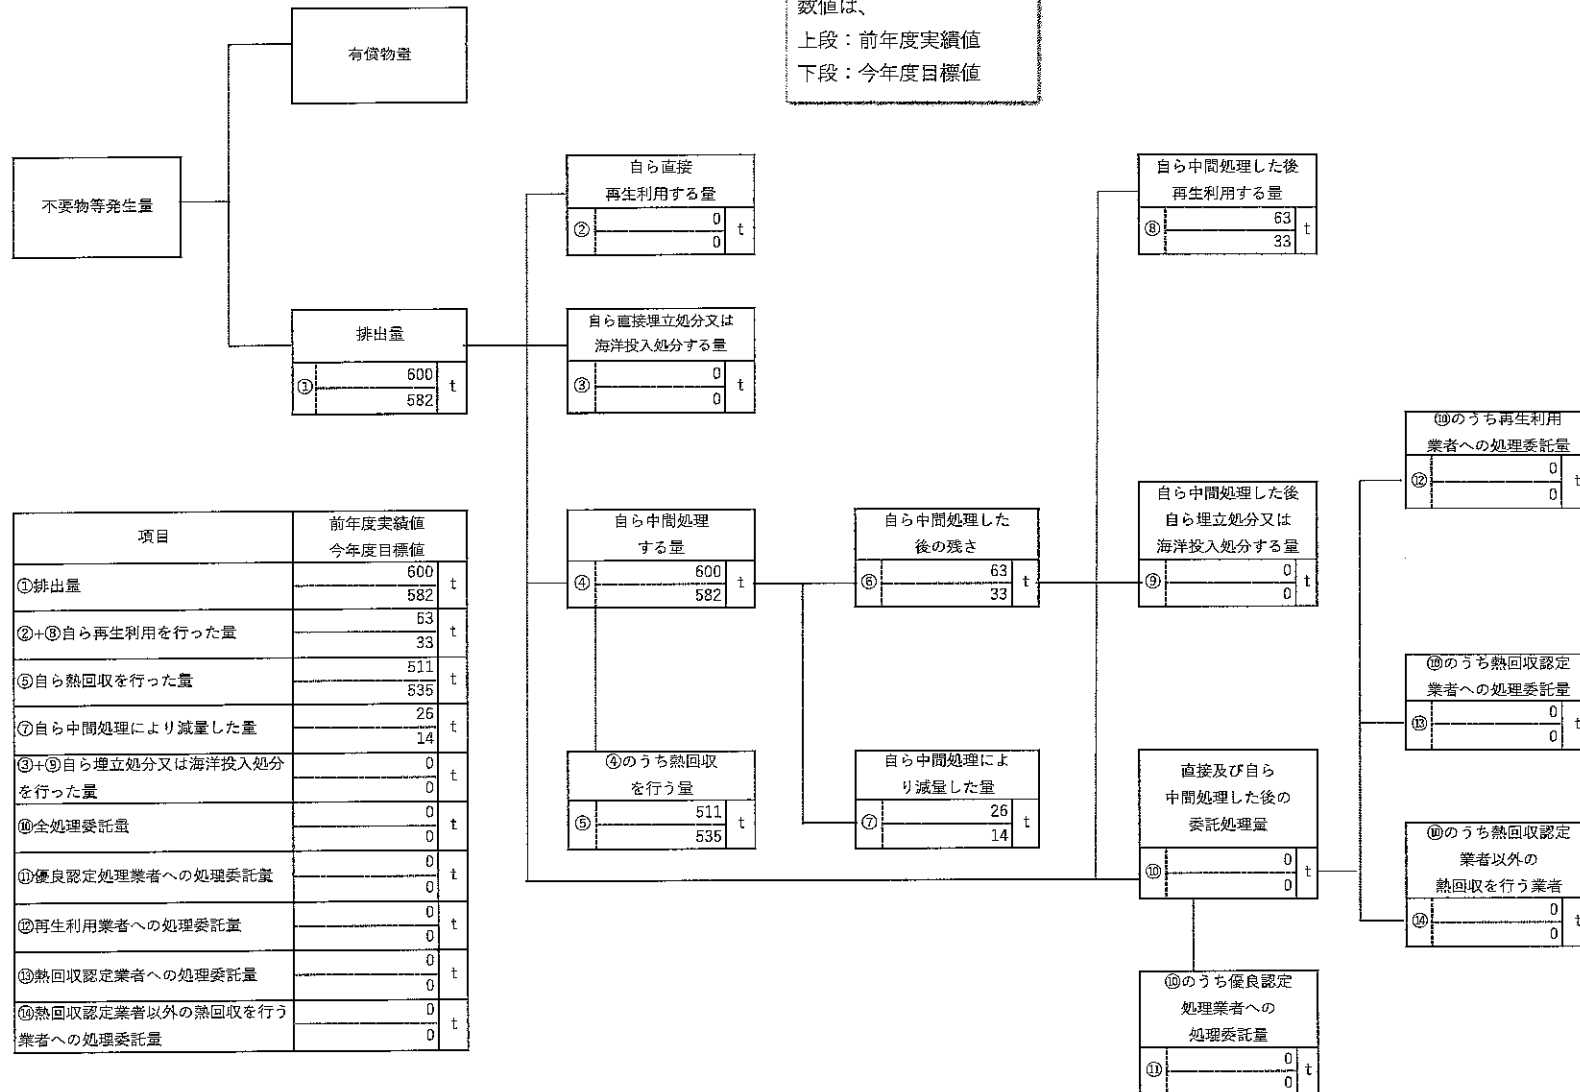 数値は、
上段：前年度実績値
下段：今年度目標値
有償物量
不要物等発生量
排出量
① 600 t
582
自ら直接
再生利用する量
② 0 t
0
自ら直接埋立処分又は
海洋投入処分する量
③ 0 t
0
自ら中間処理
する量
④ 600 t
582
④のうち熱回収
を行う量
⑤ 511 t
535
自ら中間処理した
後の残さ
⑥ 63 t
33
自ら中間処理によ
り減量した量
⑦ 26 t
14
自ら中間処理した後
再生利用する量
⑧ 63 t
33
自ら中間処理した後
自ら埋立処分又は
海洋投入処分する量
⑨ 0 t
0
直接及び自ら
中間処理した後の
委託処理量
⑩ 0 t
0
⑩のうち優良認定
処理業者への
処理委託量
⑪ 0 t
0
⑩のうち再生利用
業者への処理委託量
⑫ 0 t
0
⑩のうち熱回収認定
業者への処理委託量
⑬ 0 t
0
⑩のうち熱回収認定
業者以外の
熱回収を行う業者
⑭ 0 t
0
項目 前年度実績値
今年度目標値
①排出量 600 t
582
②+⑧自ら再生利用を行った量 63 t
33
⑤自ら熱回収を行った量 511 t
535
⑦自ら中間処理により減量した量 26 t
14
③+⑨自ら埋立処分又は海洋投入処分 0 t
を行った量 0
⑩全処理委託量 0 t
0
⑪優良認定処理業者への処理委託量 0 t
0
⑫再生利用業者への処理委託量 0 t
0
⑬熱回収認定業者への処理委託量 0 t
0
⑭熱回収認定業者以外の熱回収を行う 0 t
業者への処理委託量 0